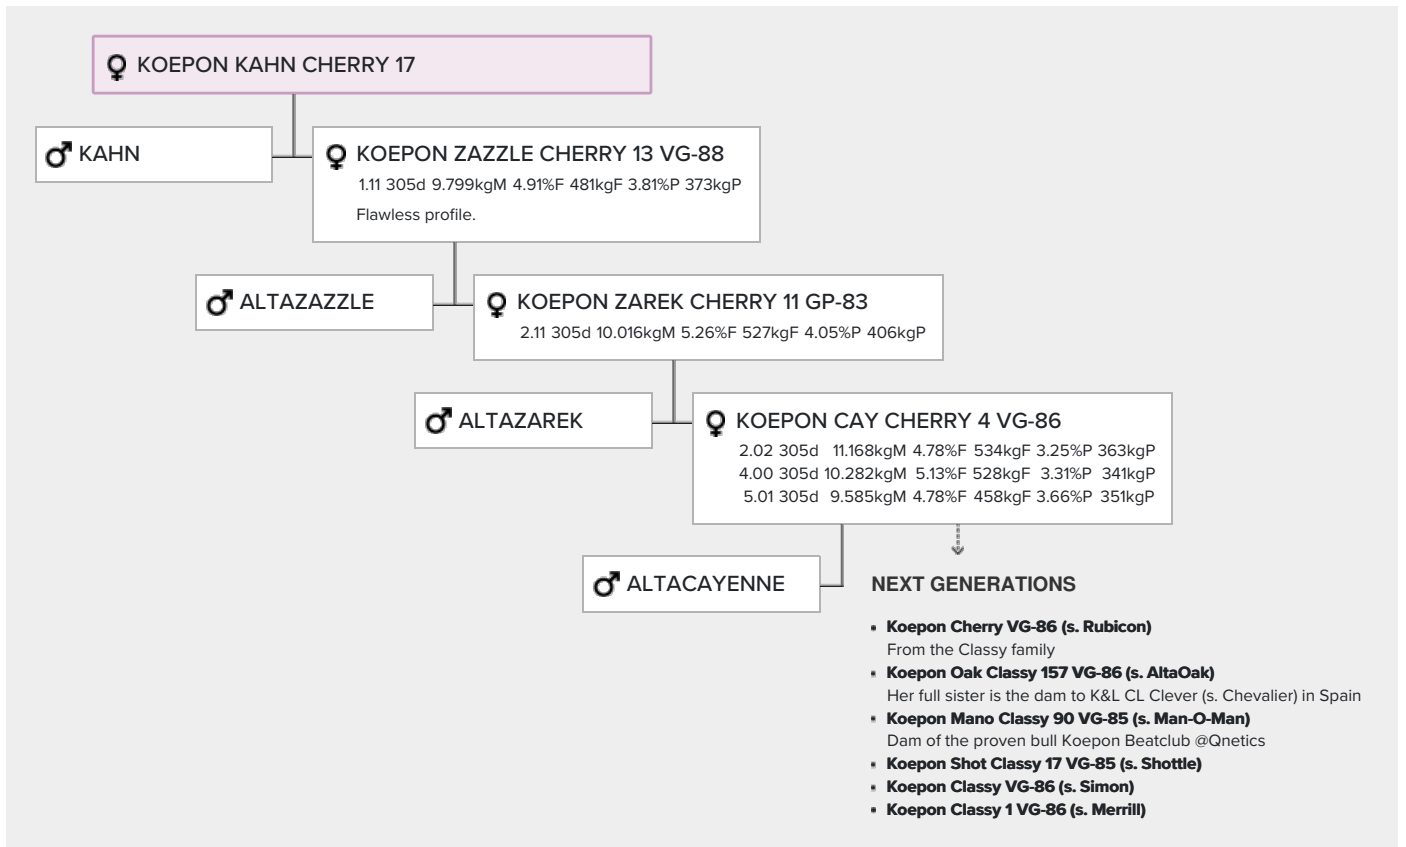 KOEPON KAHN CHERRY 17
KAHN
KOEPON ZAZZLE CHERRY 13 VG-88
1.11 305d 9.799kgM 4.91%F 481kgF 3.81%P 373kgP
Flawless profile.
ALTAZAZZLE
KOEPON ZAREK CHERRY 11 GP-83
2.11 305d 10.016kgM 5.26%F 527kgF 4.05%P 406kgP
ALTAZAREK
KOEPON CAY CHERRY 4 VG-86
2.02 305d 11.168kgM 4.78%F 534kgF 3.25%P 363kgP
4.00 305d 10.282kgM 5.13%F 528kgF 3.31%P 341kgP
5.01 305d 9.585kgM 4.78%F 458kgF 3.66%P 351kgP
ALTACAYENNE
NEXT GENERATIONS
Koepon Cherry VG-86 (s. Rubicon)
From the Classy family
Koepon Oak Classy 157 VG-86 (s. AltaOak)
Her full sister is the dam to K&L CL Clever (s. Chevalier) in Spain
Koepon Mano Classy 90 VG-85 (s. Man-O-Man)
Dam of the proven bull Koepon Beatclub @Qnetics
Koepon Shot Classy 17 VG-85 (s. Shottle)
Koepon Classy VG-86 (s. Simon)
Koepon Classy 1 VG-86 (s. Merrill)